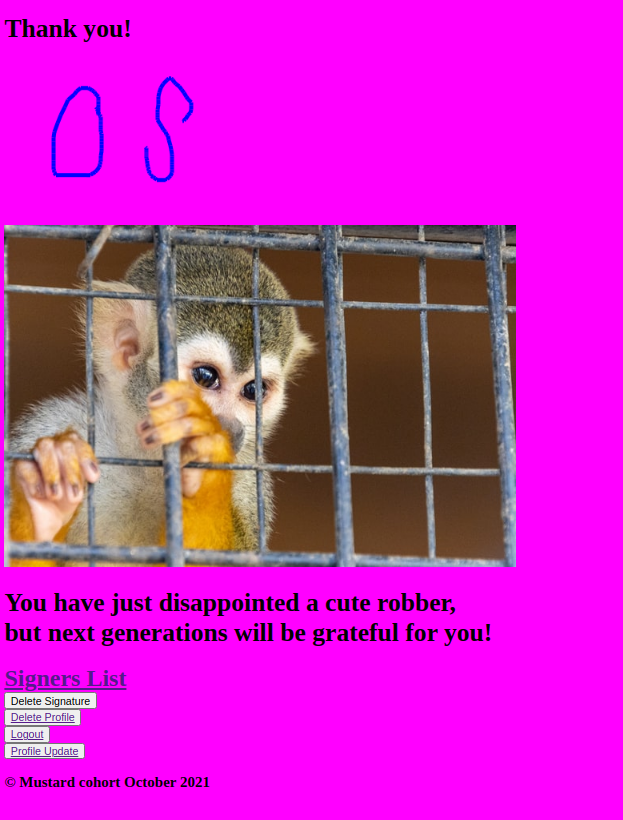 Thank you!
O S
You have just disappointed a cute robber,
but next generations will be grateful for you!
Signers List
Delete Signature
Delete Profile
Logout
Profile Update
© Mustard cohort October 2021